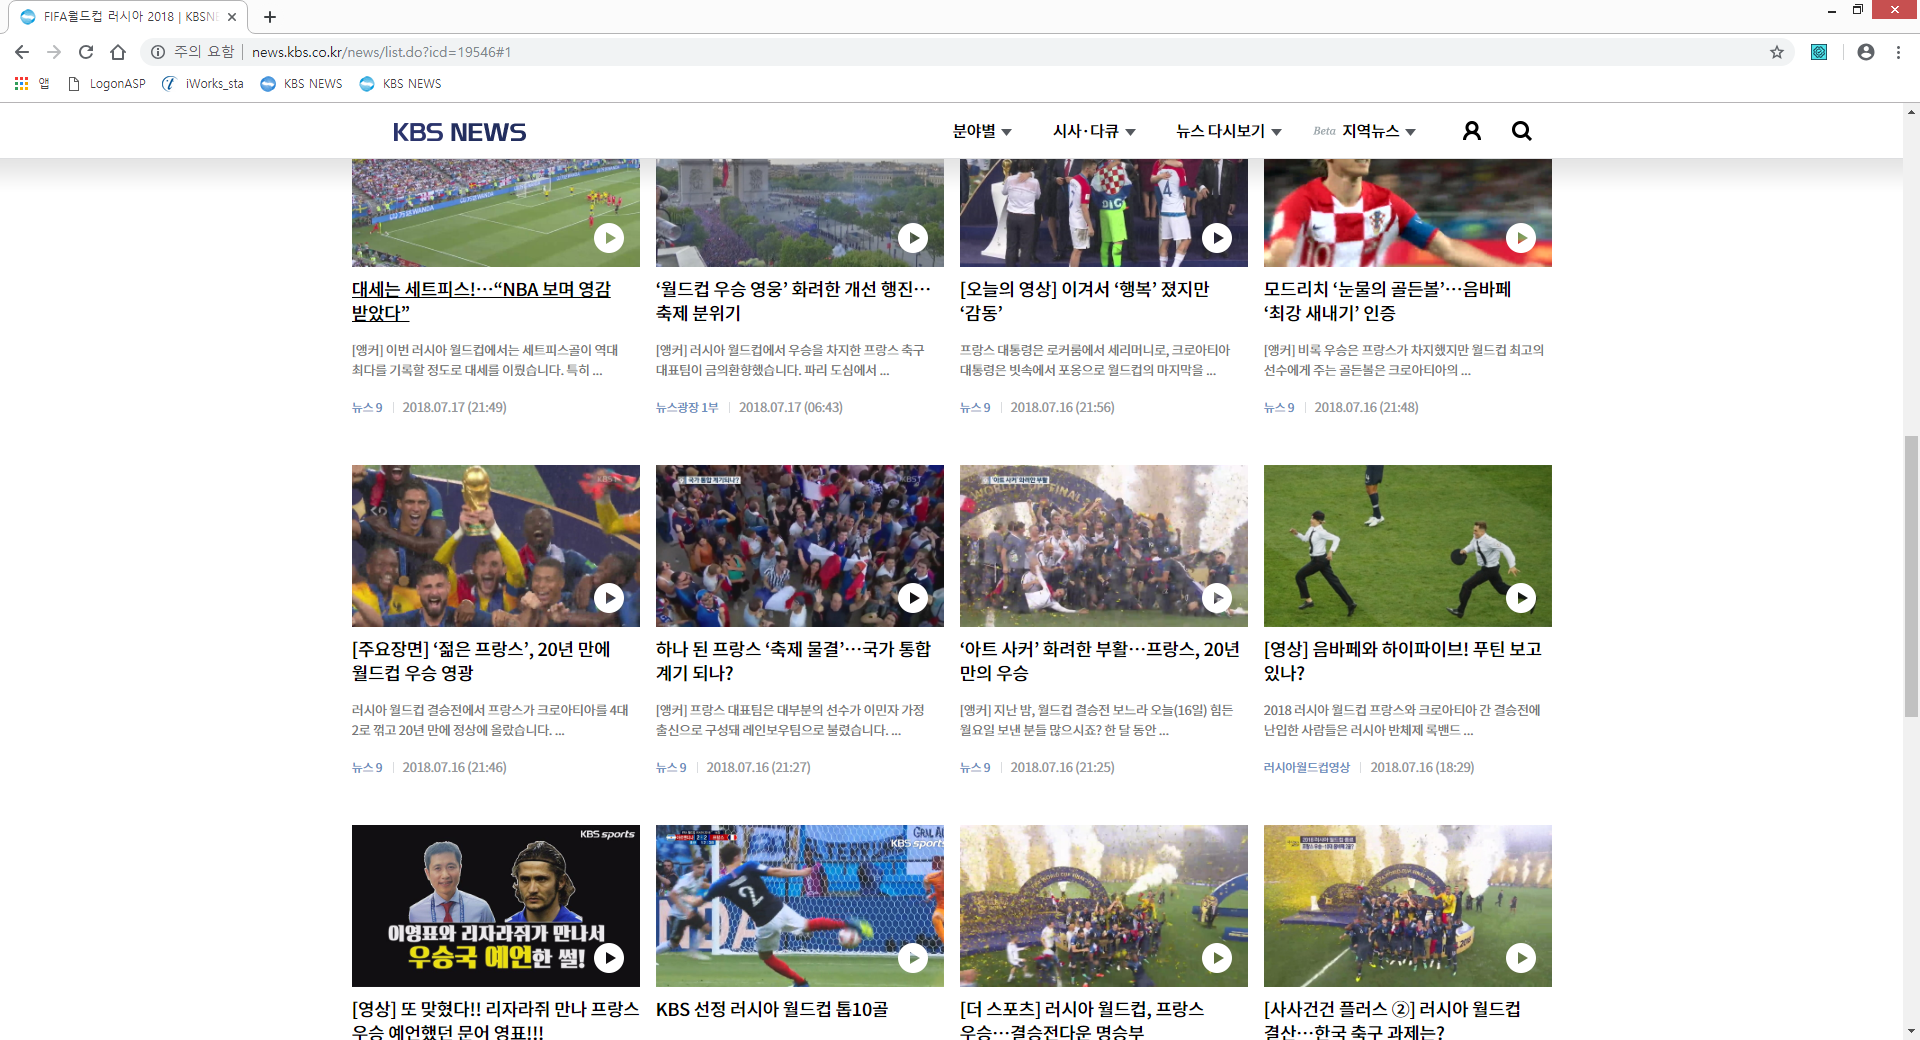 FIFA월드컵 러시아 2018 | KBSNE
주의 요함 | news.kbs.co.kr/news/list.do?icd=19546#1
앱 LogonASP iWorks_sta KBS NEWS KBS NEWS
KBS NEWS 분야별 시사·다큐 뉴스 다시보기 Beta 지역뉴스
WANDA
4
10
대세는 세트피스!…“NBA 보며 영감
받았다”
[앵커] 이번 러시아 월드컵에서는 세트피스골이 역대
최다를 기록할 정도로 대세를 이뤘습니다. 특히 ...
뉴스 9 2018.07.17 (21:49)
‘월드컵 우승 영웅’ 화려한 개선 행진…
축제 분위기
[앵커] 러시아 월드컵에서 우승을 차지한 프랑스 축구
대표팀이 금의환향했습니다. 파리 도심에서 ...
뉴스광장 1부 2018.07.17 (06:43)
[오늘의 영상] 이겨서 ‘행복’ 졌지만
‘감동’
프랑스 대통령은 로커룸에서 세리머니로, 크로아티아
대통령은 빗속에서 포옹으로 월드컵의 마지막을 ...
뉴스 9 2018.07.16 (21:56)
모드리치 ‘눈물의 골든볼’…음바페
‘최강 새내기’ 인증
[앵커] 비록 우승은 프랑스가 차지했지만 월드컵 최고의
선수에게 주는 골든볼은 크로아티아의 ...
뉴스 9 2018.07.16 (21:48)
국가 통합 계기되나?
KBS1
'아트 사커' 화려한 부활
WORLD CUP FINAL
[주요장면] ‘젊은 프랑스’, 20년 만에
월드컵 우승 영광
러시아 월드컵 결승전에서 프랑스가 크로아티아를 4대
2로 꺾고 20년 만에 정상에 올랐습니다. ...
뉴스 9 2018.07.16 (21:46)
하나 된 프랑스 ‘축제 물결’…국가 통합
계기 되나?
[앵커] 프랑스 대표팀은 대부분의 선수가 이민자 가정
출신으로 구성돼 레인보우팀으로 불렸습니다. ...
뉴스 9 2018.07.16 (21:27)
‘아트 사커’ 화려한 부활…프랑스, 20년
만의 우승
[앵커] 지난 밤, 월드컵 결승전 보느라 오늘(16일) 힘든
월요일 보낸 분들 많으시죠? 한 달 동안 ...
뉴스 9 2018.07.16 (21:25)
[영상] 음바페와 하이파이브! 푸틴 보고
있나?
2018 러시아 월드컵 프랑스와 크로아티아 간 결승전에
난입한 사람들은 러시아 반체제 록밴드 ...
러시아월드컵영상 2018.07.16 (18:29)
KBS sports
이영표와 리자라쥐가 만나서
우승국 예언한 썰!
KBS sports
2
[영상] 또 맞혔다!! 리자라쥐 만나 프랑스
우승 예언했던 문어 영표!!!
KBS 선정 러시아 월드컵 톱10골
[더 스포츠] 러시아 월드컵, 프랑스
우승…결승전다운 명승부
[사사건건 플러스 ②] 러시아 월드컵
결산…한국 축구 과제는?